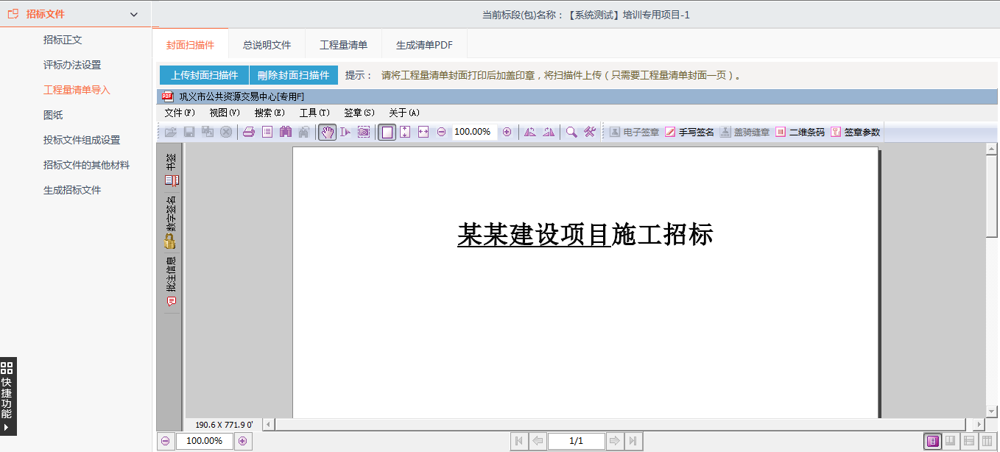 招标文件
当前标段(包)名称：【系统测试】培训专用项目-1
招标正文
评标办法设置
工程量清单导入
图纸
投标文件组成设置
招标文件的其他材料
生成招标文件
封面扫描件 总说明文件 工程量清单 生成清单PDF
上传封面扫描件 删除封面扫描件 提示： 请将工程量清单封面打印后加盖印章，将扫描件上传（只需要工程量清单封面一页）。
PDF 巩义市公共资源交易中心[专用F]
文件(F) 视图(V) 搜索(E) 工具(T) 签章(S) 关于(A)
100.00% 电子签章 手写签名 盖骑缝章 二维条码 签章参数
书签
数字签名
批注信息
某某建设项目施工招标
快捷功能
190.6 X 771.9 0'
100.00% 1/1